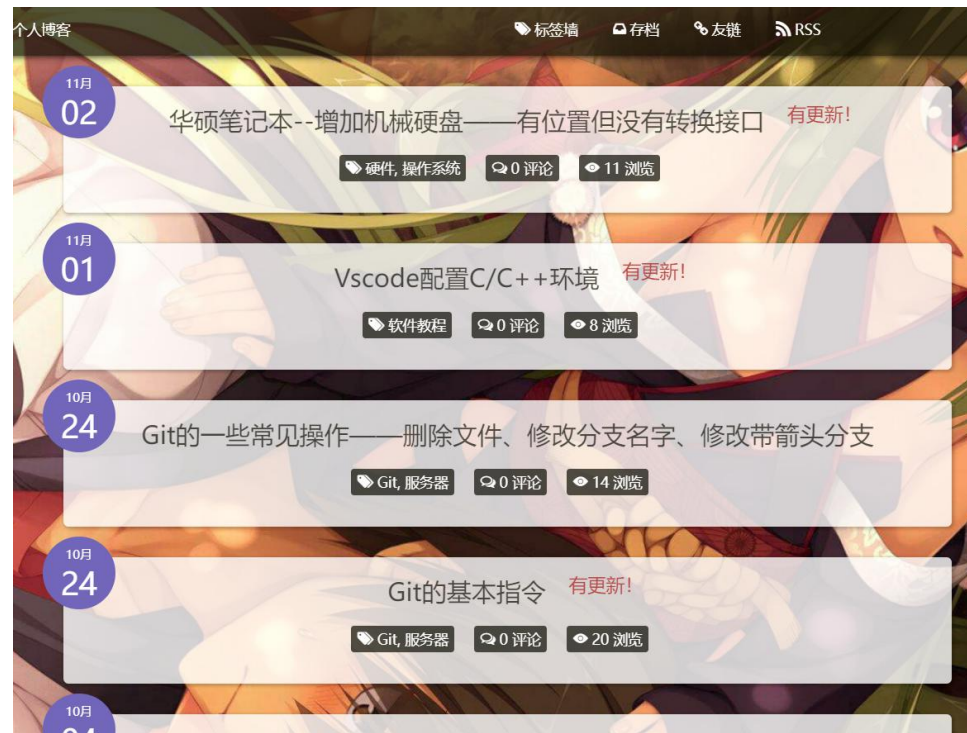 个人博客 标签墙 存档 友链 RSS
11月
02
华硕笔记本--增加机械硬盘——有位置但没有转换接口 有更新!
硬件, 操作系统 0 评论 11 浏览
11月
01
Vscode配置C/C++环境 有更新!
软件教程 0 评论 8 浏览
10月
24
Git的一些常见操作——删除文件、修改分支名字、修改带箭头分支
Git, 服务器 0 评论 14 浏览
10月
24
Git的基本指令 有更新!
Git, 服务器 0 评论 20 浏览
10月